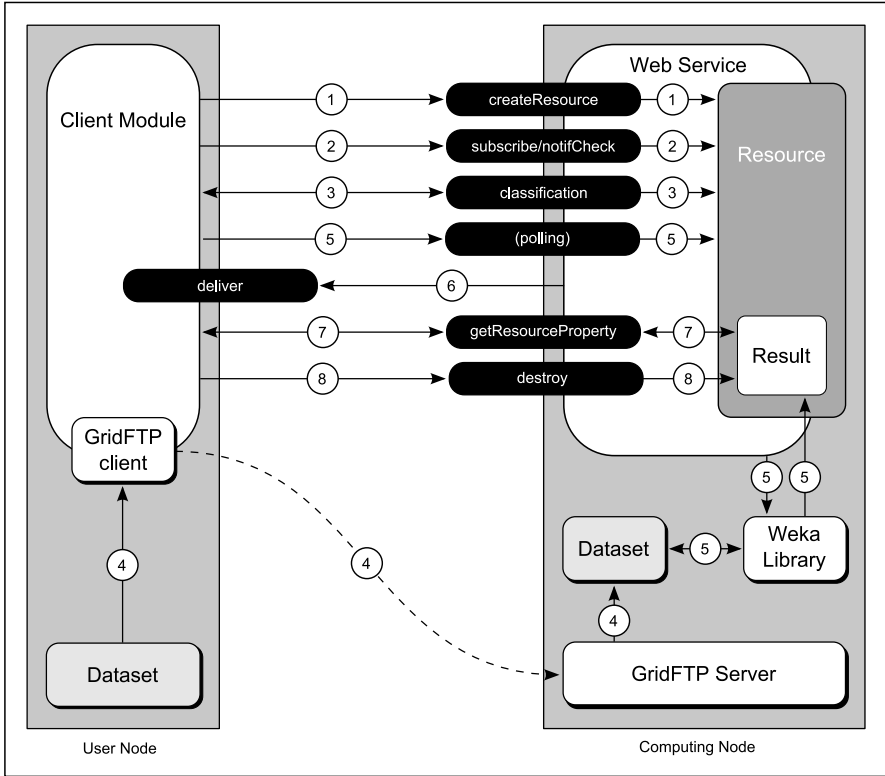 Web Service
Client Module
1
createResource
1
2
subscribe/notifCheck
2
Resource
3
classification
3
5
(polling)
5
deliver
6
7
getResourceProperty
7
Result
8
destroy
8
GridFTP
client
5
5
4
4
Dataset
5
Weka
Library
4
Dataset
GridFTP Server
User Node
Computing Node